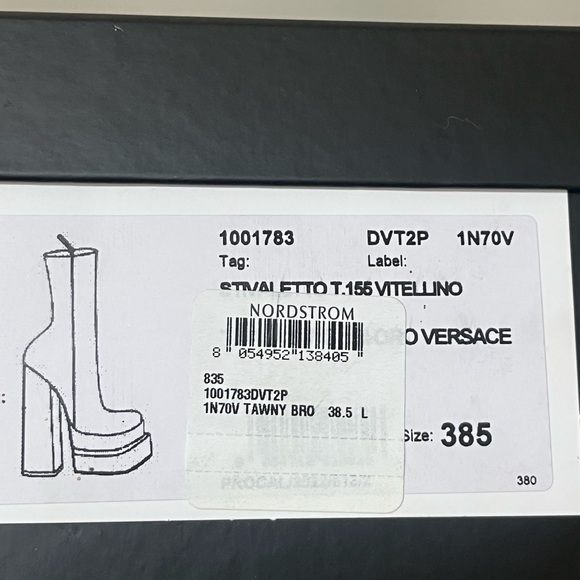 1001783 DVT2P 1N70V
Tag: Label:
STIVALETTO T.155 VITELLINO
NORDSTROM
ORO VERSACE
8 054952 138405
835
1001783DVT2P
1N70V TAWNY BRO 38.5 L
Size: 385
380